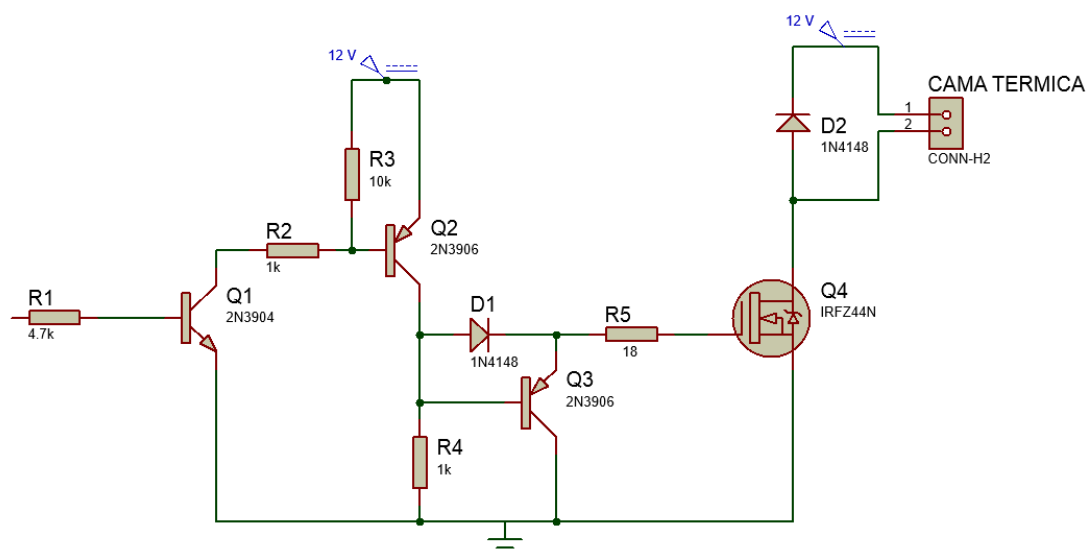 12 V
12 V
CAMA TERMICA
1
2
CONN-H2
D2
1N4148
R3
10k
Q2
2N3906
R2
1k
R1
4.7k
Q1
2N3904
D1
1N4148
R5
18
Q4
IRFZ44N
Q3
2N3906
R4
1k